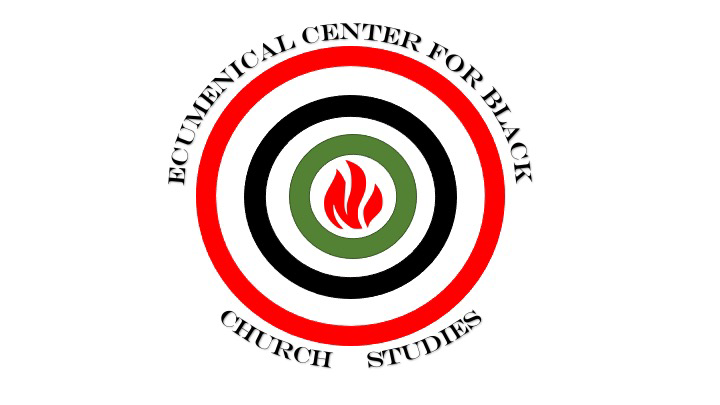 ECUMENICAL CENTER FOR BLACK
CHURCH STUDIES